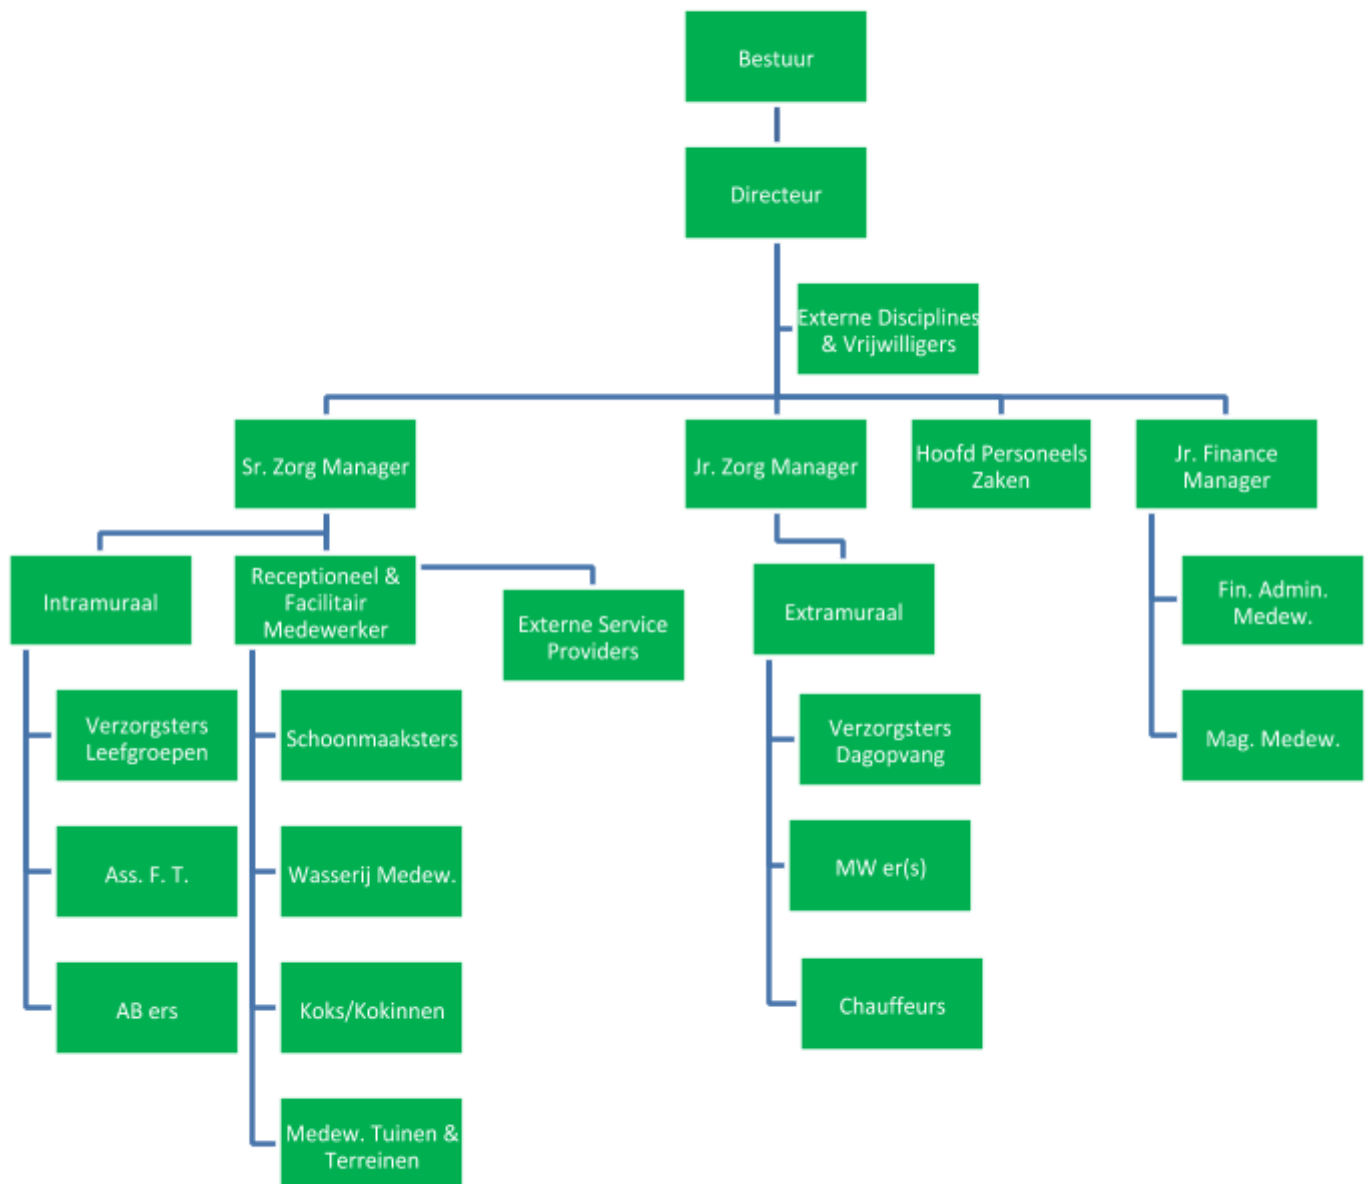 Bestuur
Directeur
Externe Disciplines
& Vrijwilligers
Sr. Zorg Manager
Jr. Zorg Manager
Hoofd Personeels
Zaken
Jr. Finance
Manager
Intramuraal
Receptioneel &
Facilitair
Medewerker
Externe Service
Providers
Extramuraal
Fin. Admin.
Medew.
Verzorgsters
Leefgroepen
Schoonmaaksters
Verzorgsters
Dagopvang
Mag. Medew.
Ass. F. T.
Wasserij Medew.
MW er(s)
AB ers
Koks/Kokinnen
Chauffeurs
Medew. Tuinen &
Terreinen